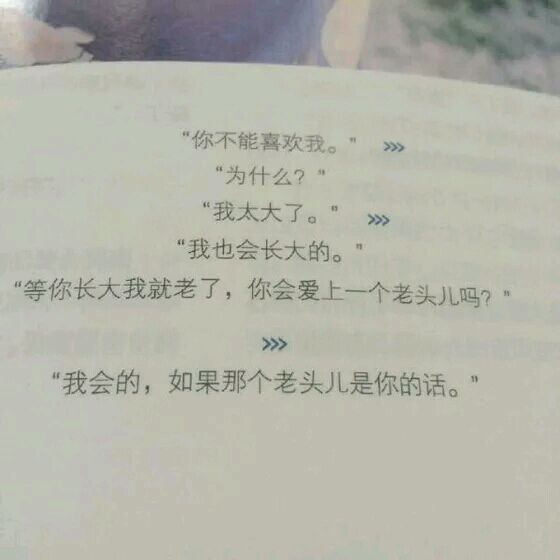 “你不能喜欢我。” »»
“为什么？”
“我太大了。” »»
“我也会长大的。”
“等你长大我就老了，你会爱上一个老头儿吗？”
»»
“我会的，如果那个老头儿是你的话。”